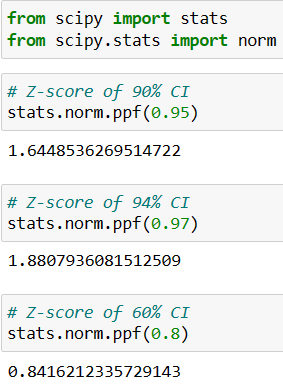 from scipy import stats
from scipy.stats import norm
# Z-score of 90% CI
stats.norm.ppf(0.95)
1.6448536269514722
# Z-score of 94% CI
stats.norm.ppf(0.97)
1.8807936081512509
# Z-score of 60% CI
stats.norm.ppf(0.8)
0.8416212335729143